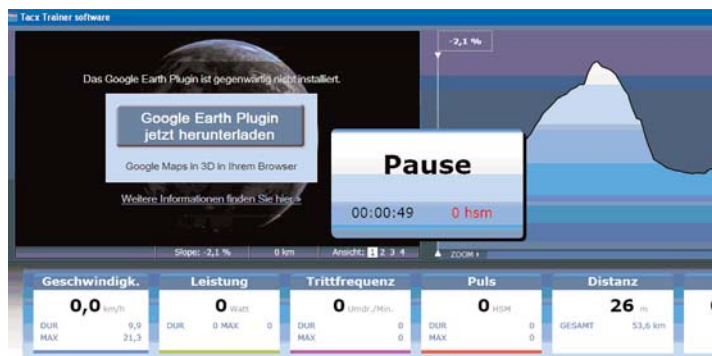 Tacx Trainer software
-2,1 %
Das Google Earth Plugin ist gegenwärtig nicht installiert.
Google Earth Plugin
jetzt herunterladen
Google Maps in 3D in Ihrem Browser
Weitere Informationen finden Sie hier »
Pause
00:00:49 0 hsm
Slope: -2,1 % 0 km Ansicht: 1 2 3 4 ZOOM
Geschwindigk. Leistung Trittfrequenz Puls Distanz
0,0 km/h 0 Watt 0 Umdr./Min. 0 HSM 26 m
DUR 9,9 DUR 0 MAX 0 DUR 0 DUR 0 GESAMT 53,6 km
MAX 21,3 MAX 0 MAX 0